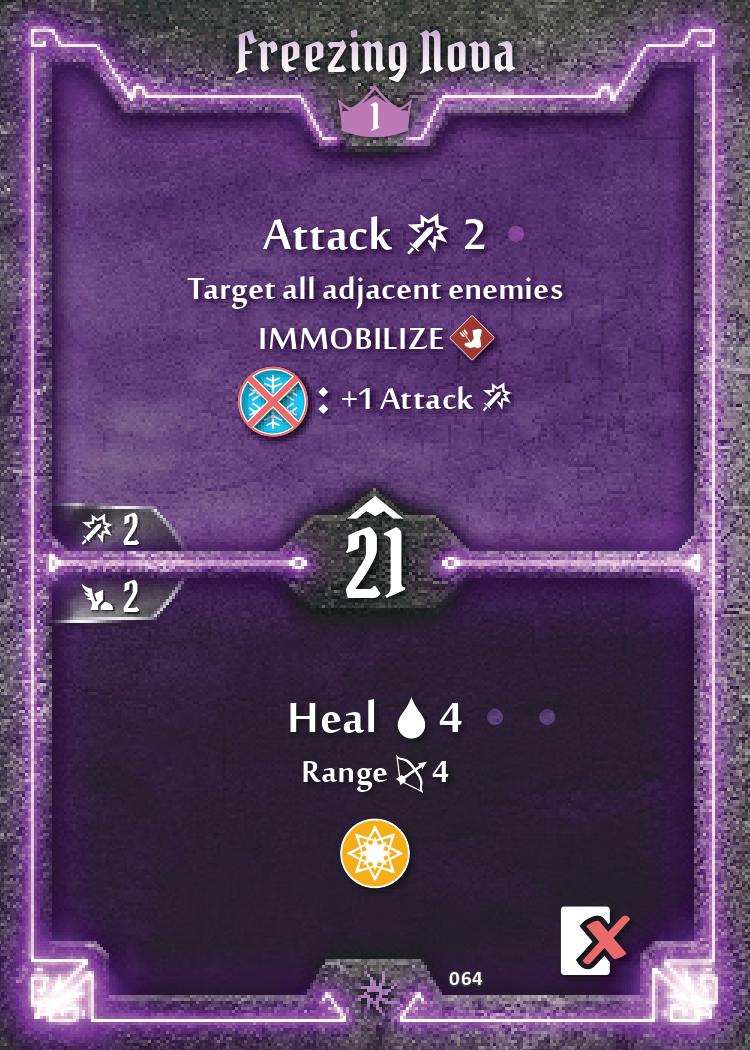 Freezing Nova
1
Attack 2
Target all adjacent enemies
IMMOBILIZE
: +1 Attack
2
21
2
Heal 4
Range 4
064